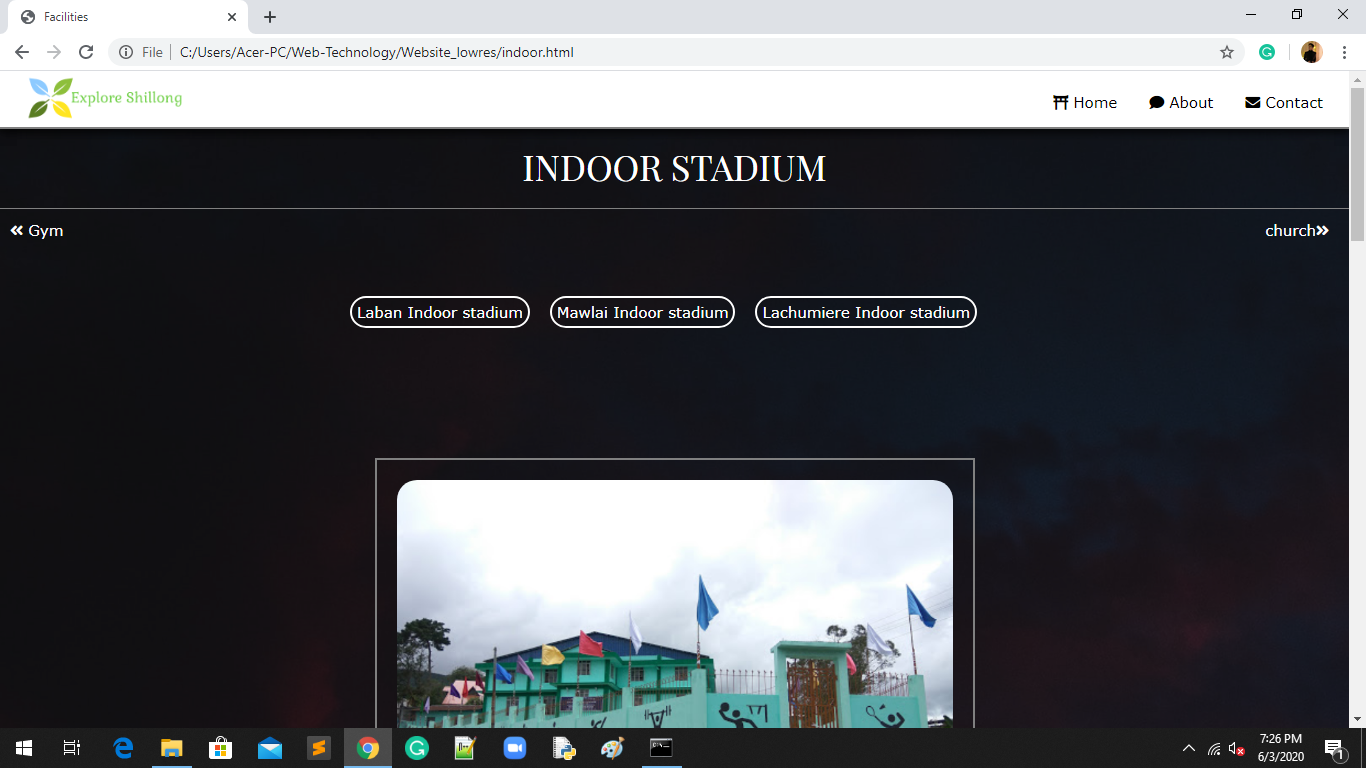 Facilities
File
C:/Users/Acer-PC/Web-Technology/Website_lowres/indoor.html
Explore Shillong
Home
About
Contact
INDOOR STADIUM
Gym
church
Laban Indoor stadium
Mawlai Indoor stadium
Lachumiere Indoor stadium
7:26 PM
6/3/2020
1